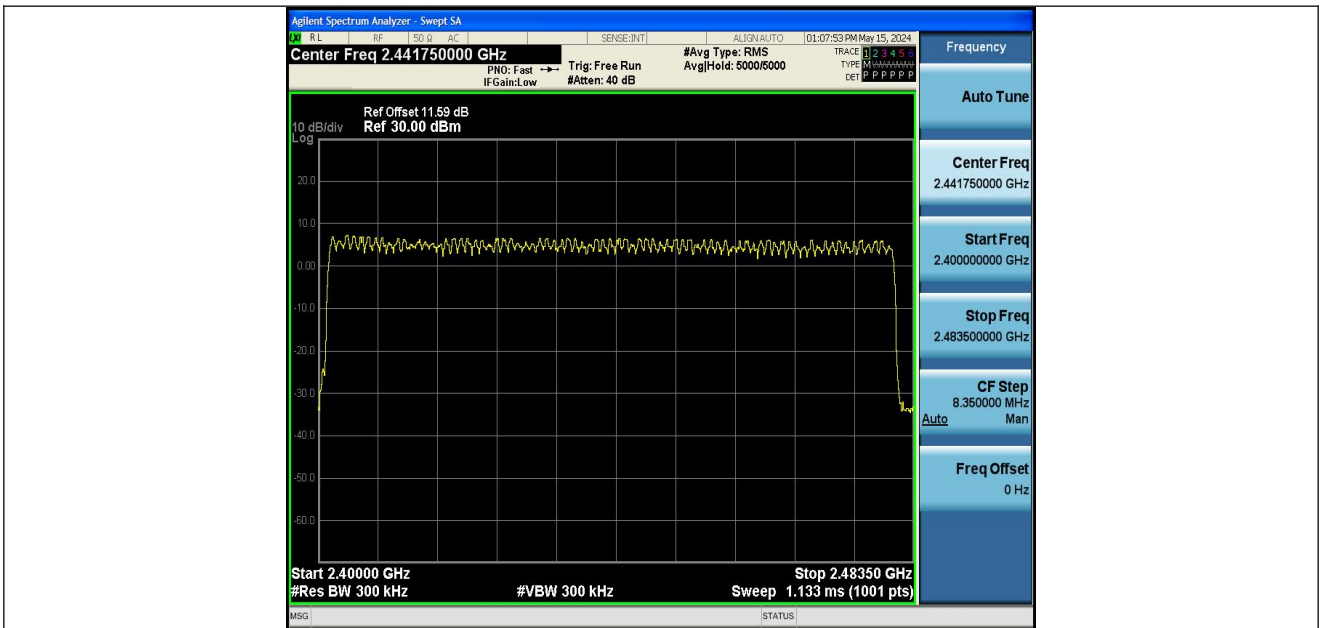 Agilent Spectrum Analyzer - Swept SA
LXI RL RF 50 Ω AC SENSE:INT ALIGN AUTO 01:07:53 PM May 15, 2024
Center Freq 2.441750000 GHz
#Avg Type: RMS
TRACE 1 2 3 4 5 6
PNO: Fast
Trig: Free Run
Avg|Hold: 5000/5000
TYPE M
IFGain:Low
#Atten: 40 dB
DET P P P P P P
Ref Offset 11.59 dB
10 dB/div Ref 30.00 dBm
Log
20.0
10.0
0.00
-10.0
-20.0
-30.0
-40.0
-50.0
-60.0
Start 2.40000 GHz Stop 2.48350 GHz
#Res BW 300 kHz #VBW 300 kHz Sweep 1.133 ms (1001 pts)
MSG STATUS
Frequency
Auto Tune
Center Freq
2.441750000 GHz
Start Freq
2.400000000 GHz
Stop Freq
2.483500000 GHz
CF Step
8.350000 MHz
Auto Man
Freq Offset
0 Hz